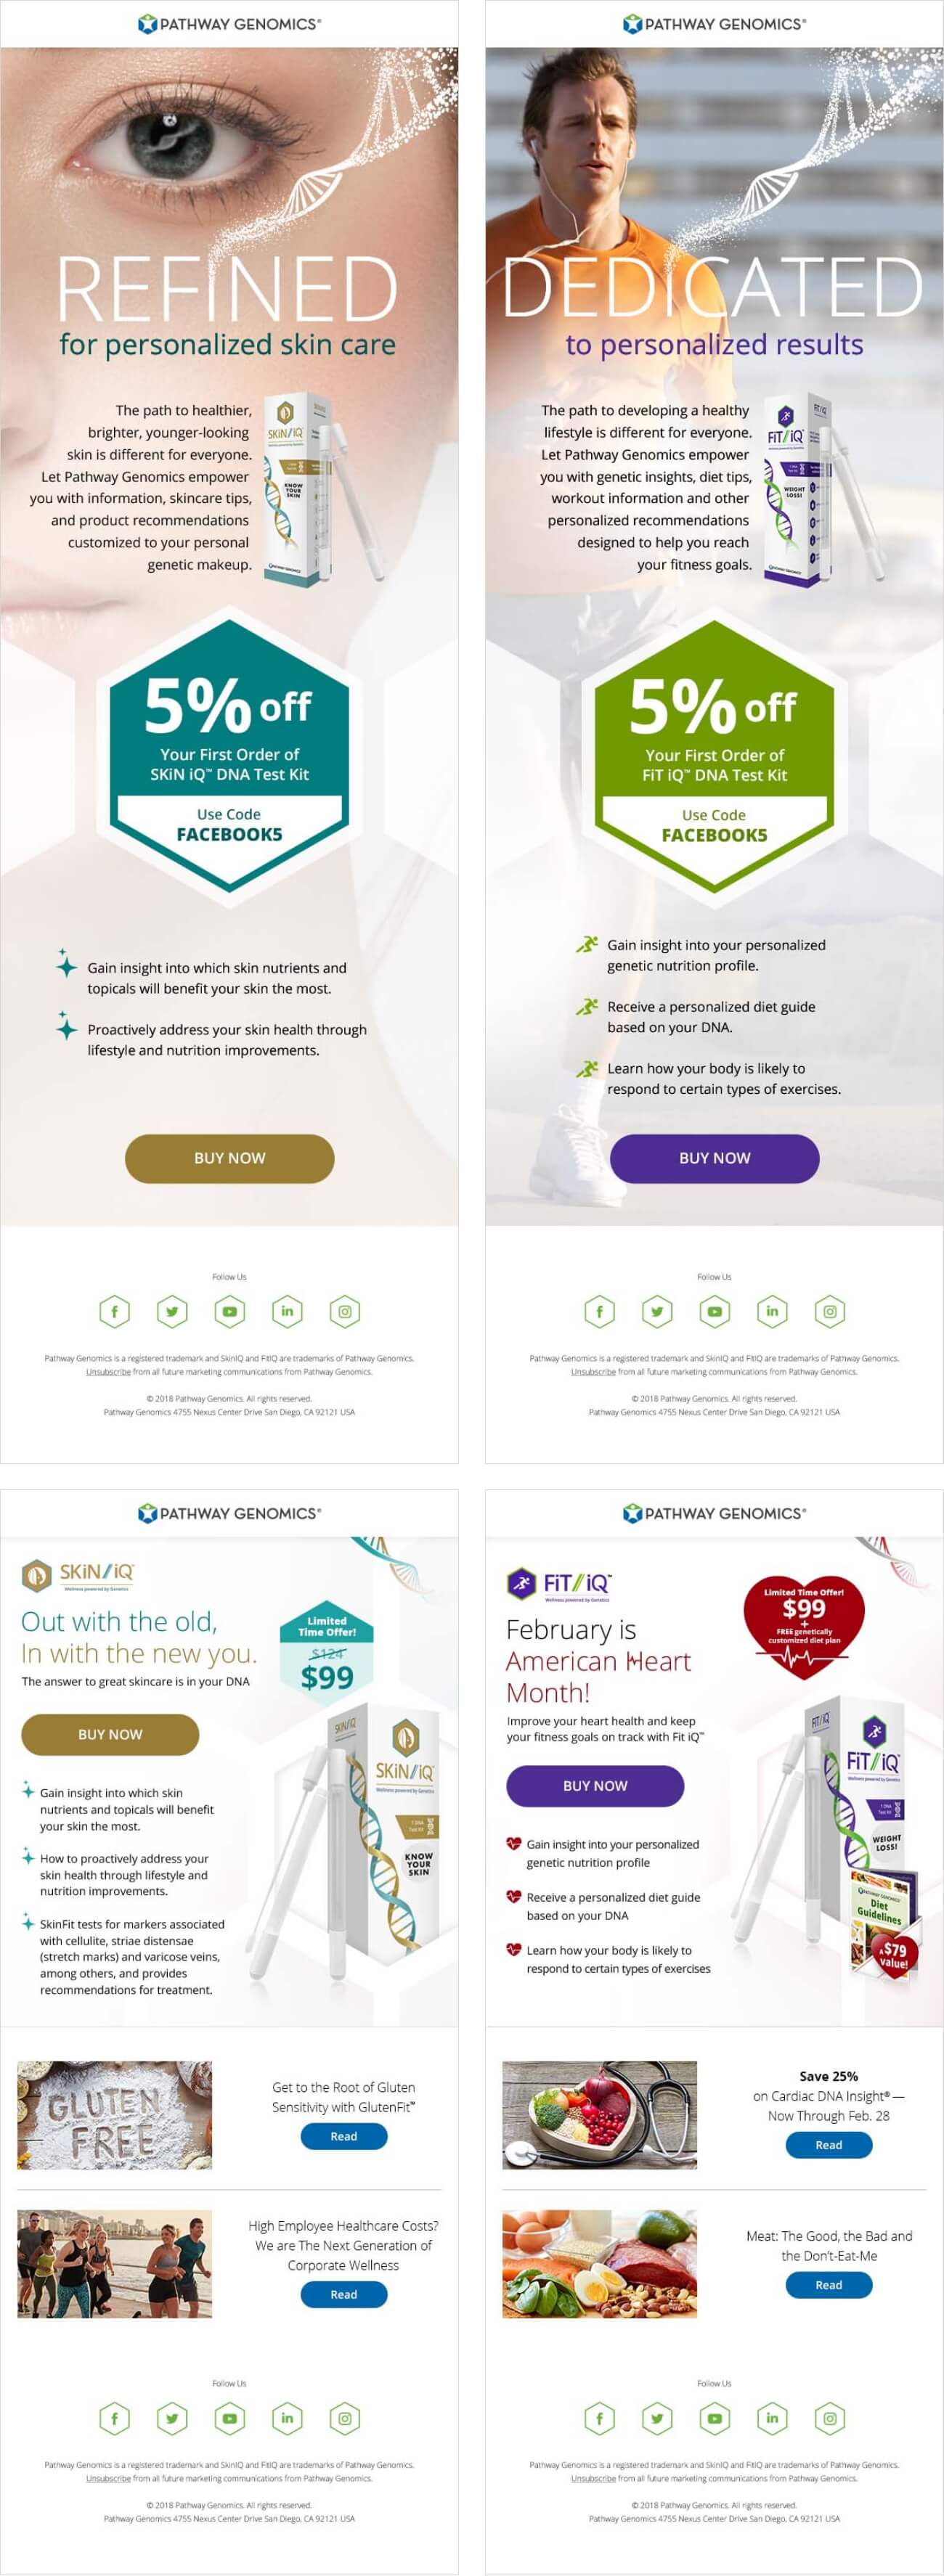 PATHWAY GENOMICS®
REFINED
for personalized skin care
The path to healthier,
brighter, younger-looking
skin is different for everyone.
Let Pathway Genomics empower
you with information, skincare tips,
and product recommendations
customized to your personal
genetic makeup.
SKiN/iQ
KNOW
YOUR
SKIN
5% off
Your First Order of
SKiN iQ™ DNA Test Kit
Use Code
FACEBOOK5
Gain insight into which skin nutrients and
topicals will benefit your skin the most.
Proactively address your skin health through
lifestyle and nutrition improvements.
BUY NOW
Follow Us
Pathway Genomics is a registered trademark and SkinIQ and FitIQ are trademarks of Pathway Genomics.
Unsubscribe from all future marketing communications from Pathway Genomics.
© 2018 Pathway Genomics. All rights reserved.
Pathway Genomics 4755 Nexus Center Drive San Diego, CA 92121 USA
PATHWAY GENOMICS®
DEDICATED
to personalized results
The path to developing a healthy
lifestyle is different for everyone.
Let Pathway Genomics empower
you with genetic insights, diet tips,
workout information and other
personalized recommendations
designed to help you reach
your fitness goals.
FiT/iQ
FiT/iQ
WEIGHT
LOSS!
5% off
Your First Order of
FiT iQ™ DNA Test Kit
Use Code
FACEBOOK5
Gain insight into your personalized
genetic nutrition profile.
Receive a personalized diet guide
based on your DNA.
Learn how your body is likely to
respond to certain types of exercises.
BUY NOW
Follow Us
Pathway Genomics is a registered trademark and SkinIQ and FitIQ are trademarks of Pathway Genomics.
Unsubscribe from all future marketing communications from Pathway Genomics.
© 2018 Pathway Genomics. All rights reserved.
Pathway Genomics 4755 Nexus Center Drive San Diego, CA 92121 USA
PATHWAY GENOMICS®
SKiN/iQ™
Wellness powered by Genetics
Out with the old,
In with the new you.
The answer to great skincare is in your DNA
Limited
Time Offer!
$124
$99
BUY NOW
Gain insight into which skin
nutrients and topicals will benefit
your skin the most.
How to proactively address your
skin health through lifestyle and
nutrition improvements.
SkinFit tests for markers associated
with cellulite, striae distensae
(stretch marks) and varicose veins,
among others, and provides
recommendations for treatment.
SKiN/iQ
SKiN/iQ
Wellness powered by Genetics
1 DNA
Test Kit
KNOW
YOUR
SKIN
GLUTEN
FREE
Get to the Root of Gluten
Sensitivity with GlutenFit™
Read
High Employee Healthcare Costs?
We are The Next Generation of
Corporate Wellness
Read
Follow Us
Pathway Genomics is a registered trademark and SkinIQ and FitIQ are trademarks of Pathway Genomics.
Unsubscribe from all future marketing communications from Pathway Genomics.
© 2018 Pathway Genomics. All rights reserved.
Pathway Genomics 4755 Nexus Center Drive San Diego, CA 92121 USA
PATHWAY GENOMICS®
FiT/iQ™
Wellness powered by Genetics
February is
American Heart
Month!
Improve your heart health and keep
your fitness goals on track with Fit iQ™
Limited Time Offer!
$99
+
FREE genetically
customized diet plan
BUY NOW
Gain insight into your personalized
genetic nutrition profile
Receive a personalized diet guide
based on your DNA
Learn how your body is likely to
respond to certain types of exercises
FiT/iQ
FiT/iQ
Wellness powered by Genetics
1 DNA
Test Kit
WEIGHT
LOSS!
PATHWAY GENOMICS
Diet
Guidelines
A $79
value!
Save 25%
on Cardiac DNA Insight® —
Now Through Feb. 28
Read
Meat: The Good, the Bad and
the Don't-Eat-Me
Read
Follow Us
Pathway Genomics is a registered trademark and SkinIQ and FitIQ are trademarks of Pathway Genomics.
Unsubscribe from all future marketing communications from Pathway Genomics.
© 2018 Pathway Genomics. All rights reserved.
Pathway Genomics 4755 Nexus Center Drive San Diego, CA 92121 USA